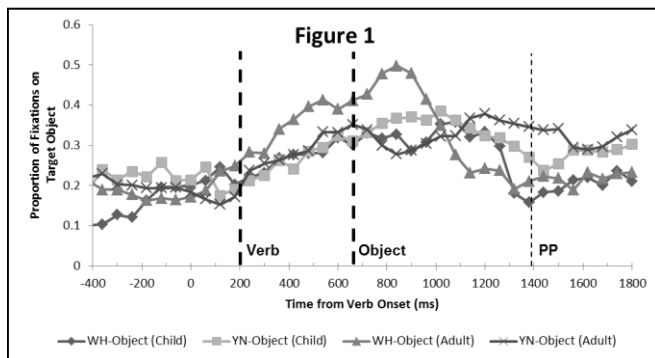 Figure 1
Proportion of Fixations on
Target Object
0.6
0.5
0.4
0.3
0.2
0.1
0
Verb
Object
PP
-400
-200
0
200
400
600
800
1000
1200
1400
1600
1800
Time from Verb Onset (ms)
WH-Object (Child)
YN-Object (Child)
WH-Object (Adult)
YN-Object (Adult)